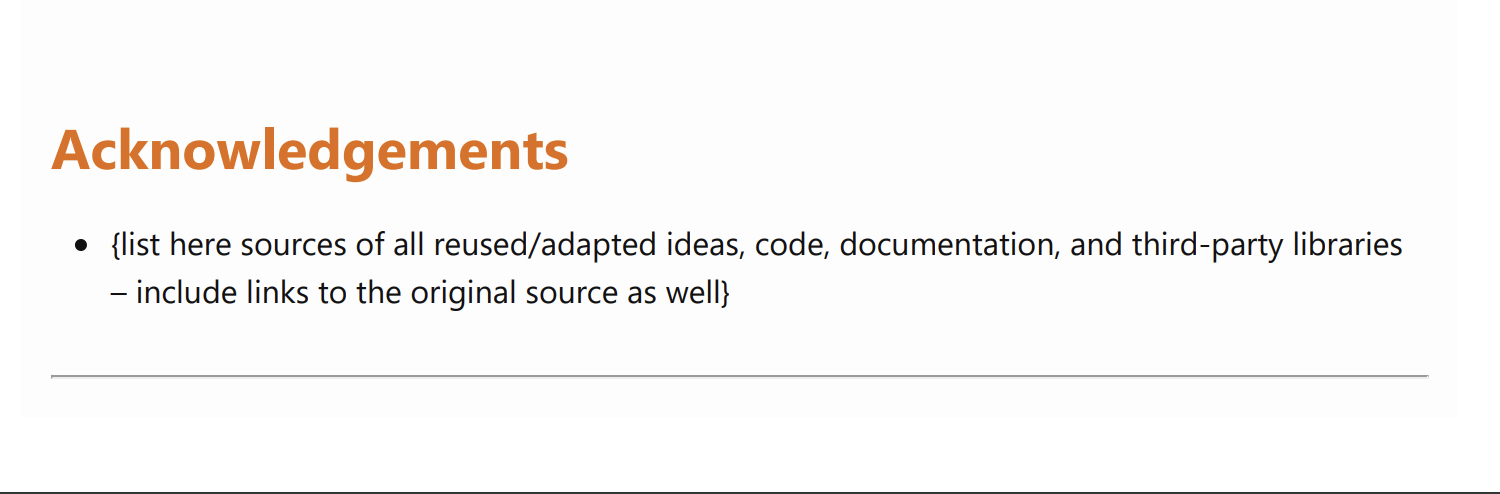 Acknowledgements
• {list here sources of all reused/adapted ideas, code, documentation, and third-party libraries
– include links to the original source as well}